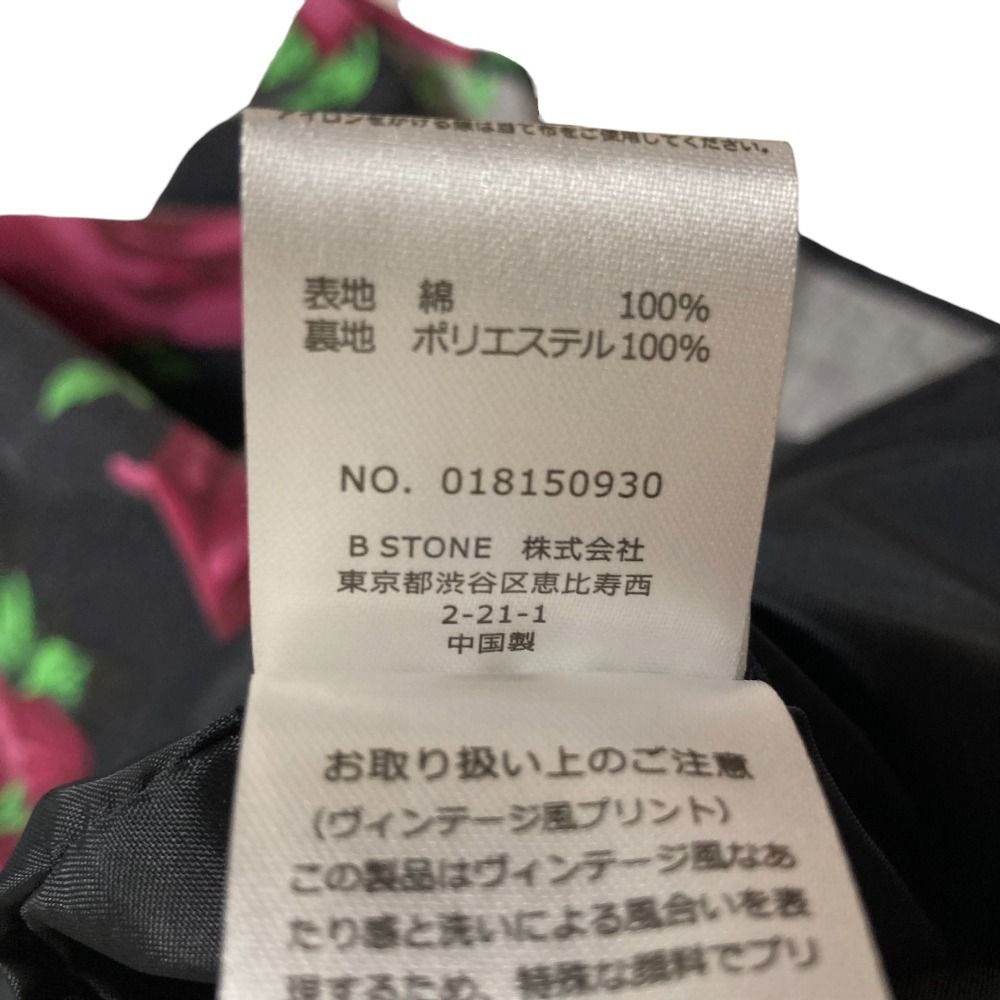 アイロンをかける際は当て布をご使用してください。
表地 綿 100%
裏地 ポリエステル100%
NO. 018150930
B STONE 株式会社
東京都渋谷区恵比寿西
2-21-1
中国製
お取り扱い上のご注意
(ヴィンテージ風プリント)
この製品はヴィンテージ風なあ
たり感と洗いによる風合いを表
現するため、特殊な顔料でプリ